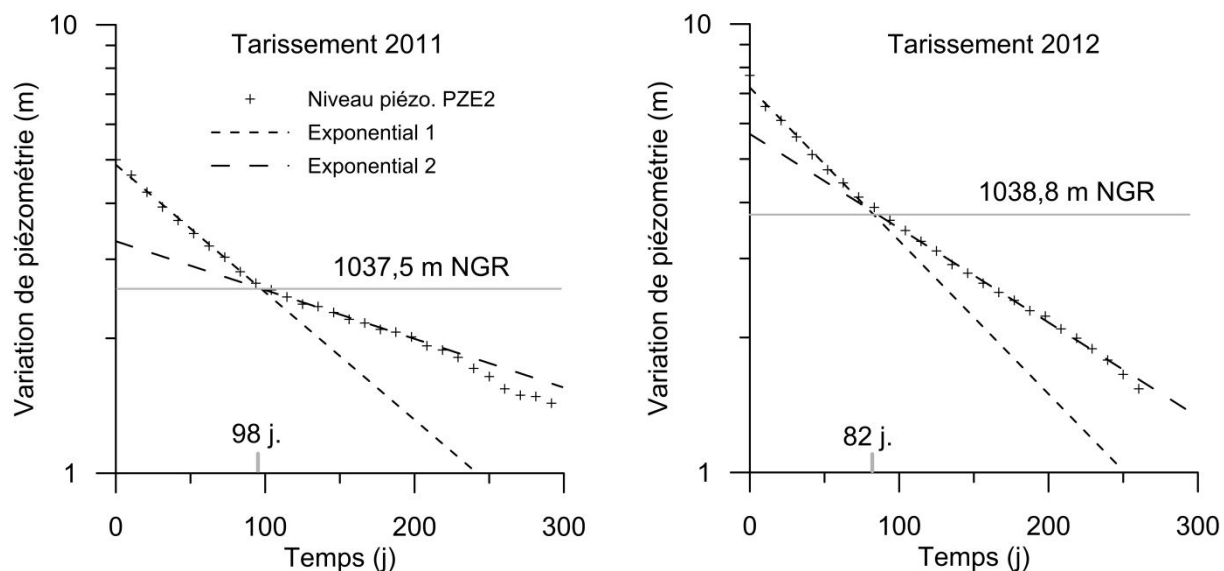 Tarissement 2011
Niveau piézo. PZE2
Exponential 1
Exponential 2
1037,5 m NGR
98 j.
Variation de piézométrie (m)
10
1
0
100
200
300
Temps (j)
Tarissement 2012
1038,8 m NGR
82 j.
Variation de piézométrie (m)
10
1
0
100
200
300
Temps (j)